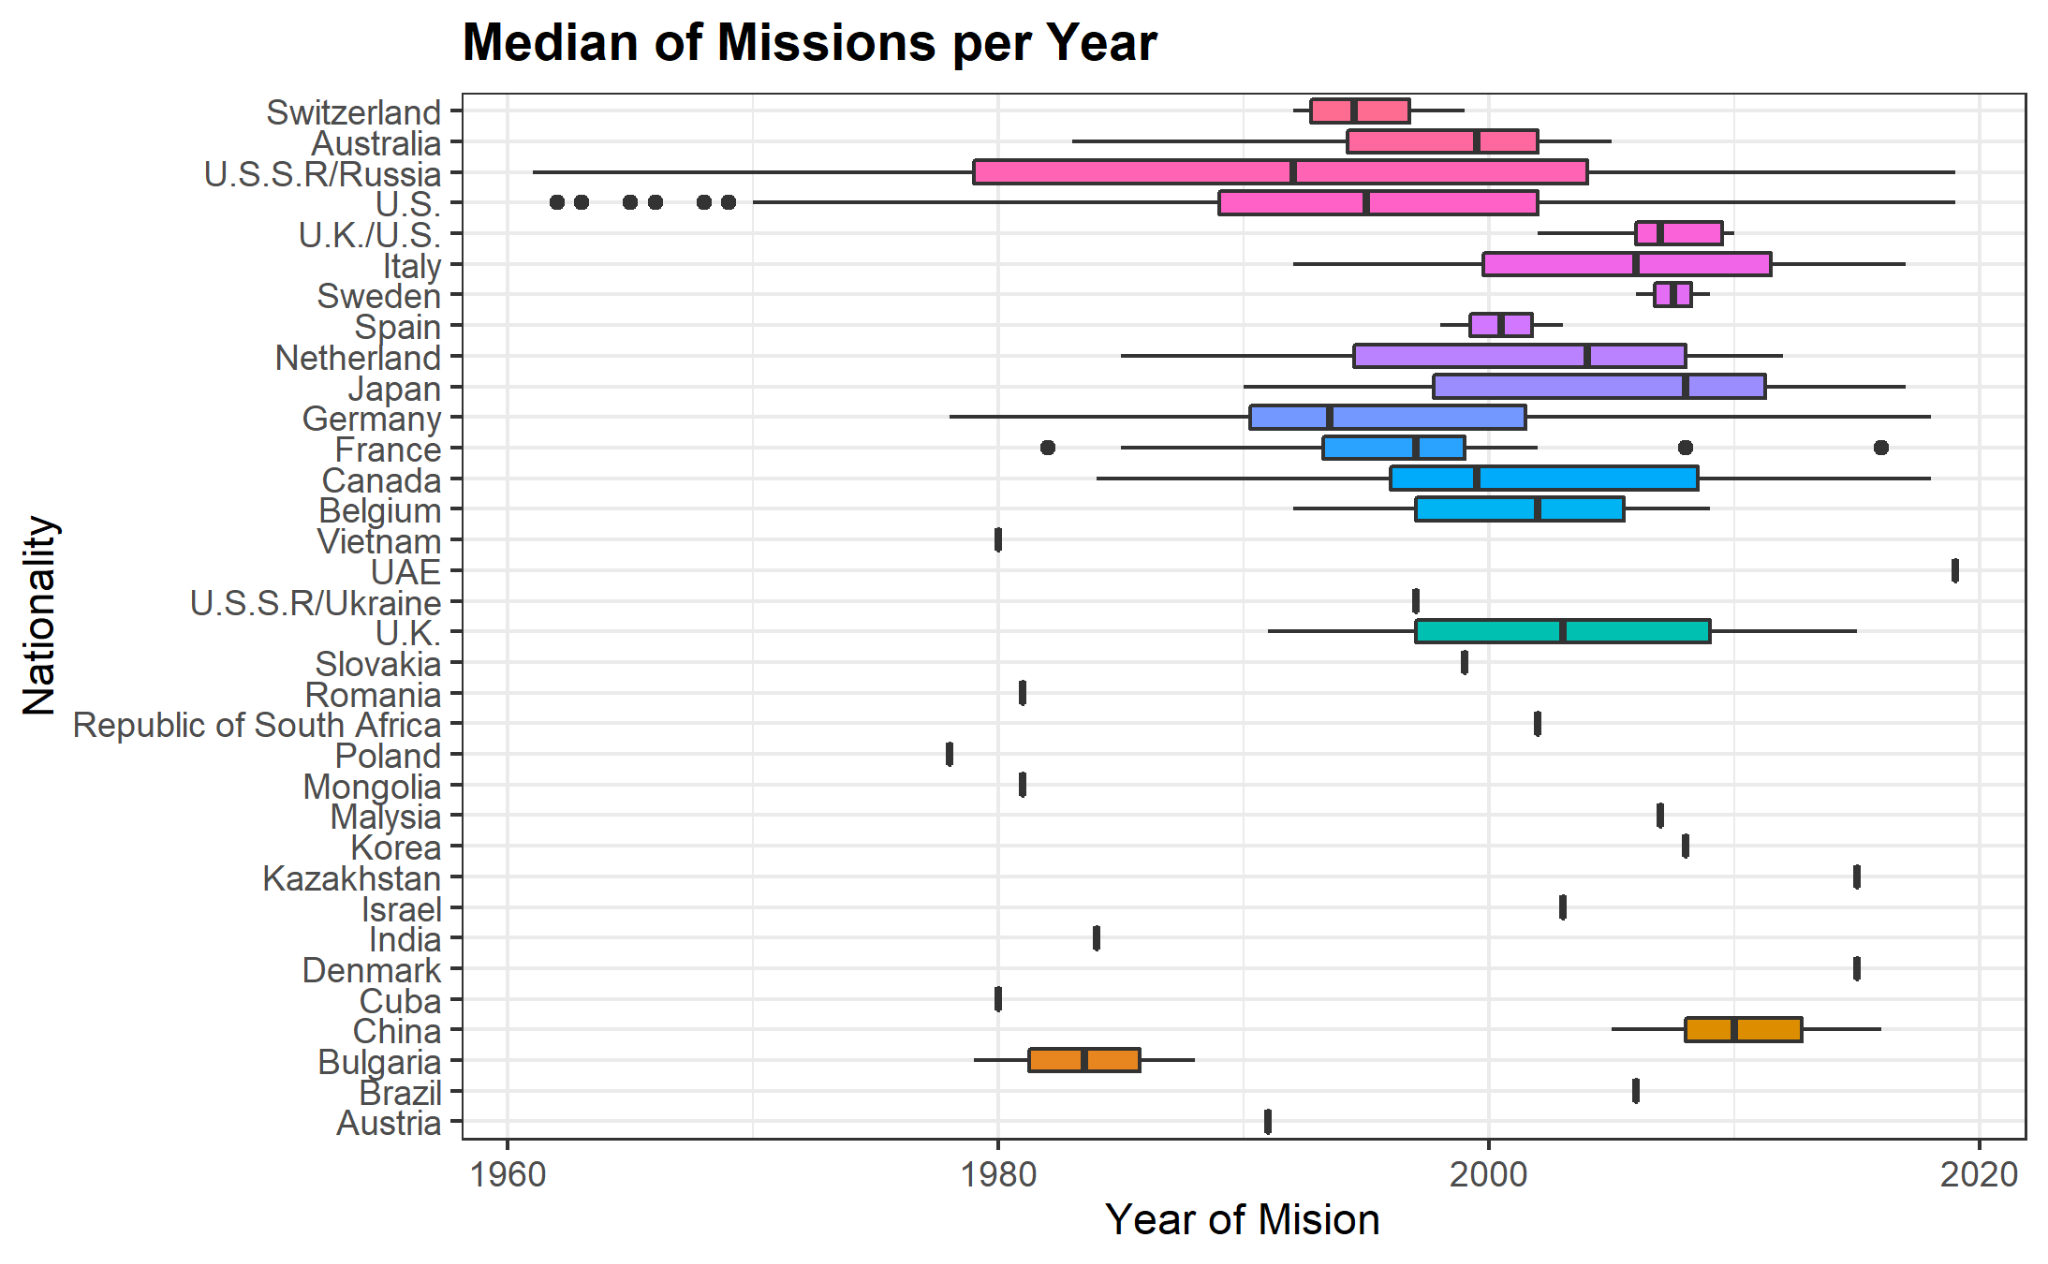 Median of Missions per Year
Switzerland
Australia
U.S.S.R/Russia
U.S.
U.K./U.S.
Italy
Sweden
Spain
Netherland
Japan
Germany
France
Canada
Belgium
Vietnam
UAE
U.S.S.R/Ukraine
U.K.
Slovakia
Romania
Republic of South Africa
Poland
Mongolia
Malysia
Korea
Kazakhstan
Israel
India
Denmark
Cuba
China
Bulgaria
Brazil
Austria
Nationality
1960 1980 2000 2020
Year of Mision